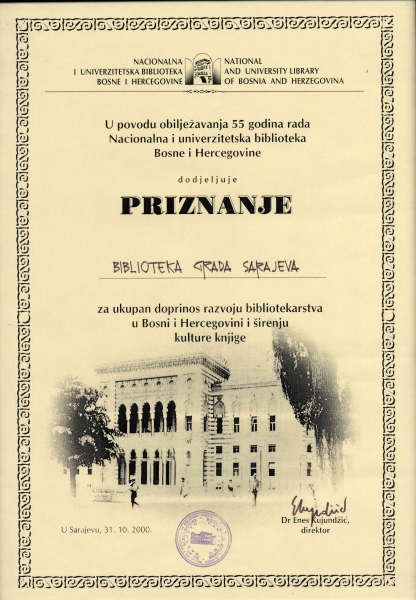 NACIONALNA
I UNIVERZITETSKA BIBLIOTEKA
BOSNE I HERCEGOVINE
NATIONAL
AND UNIVERSITY LIBRARY
OF BOSNIA AND HERZEGOVINA
U povodu obilježavanja 55 godina rada
Nacionalna i univerzitetska biblioteka
Bosne i Hercegovine
dodjeljuje
PRIZNANJE
BIBLIOTEKA GRADA SARAJEVA
za ukupan doprinos razvoju bibliotekarstva
u Bosni i Hercegovini i širenju
kulture knjige
U Sarajevu, 31. 10. 2000.
Dr Enes Kujundžić,
direktor